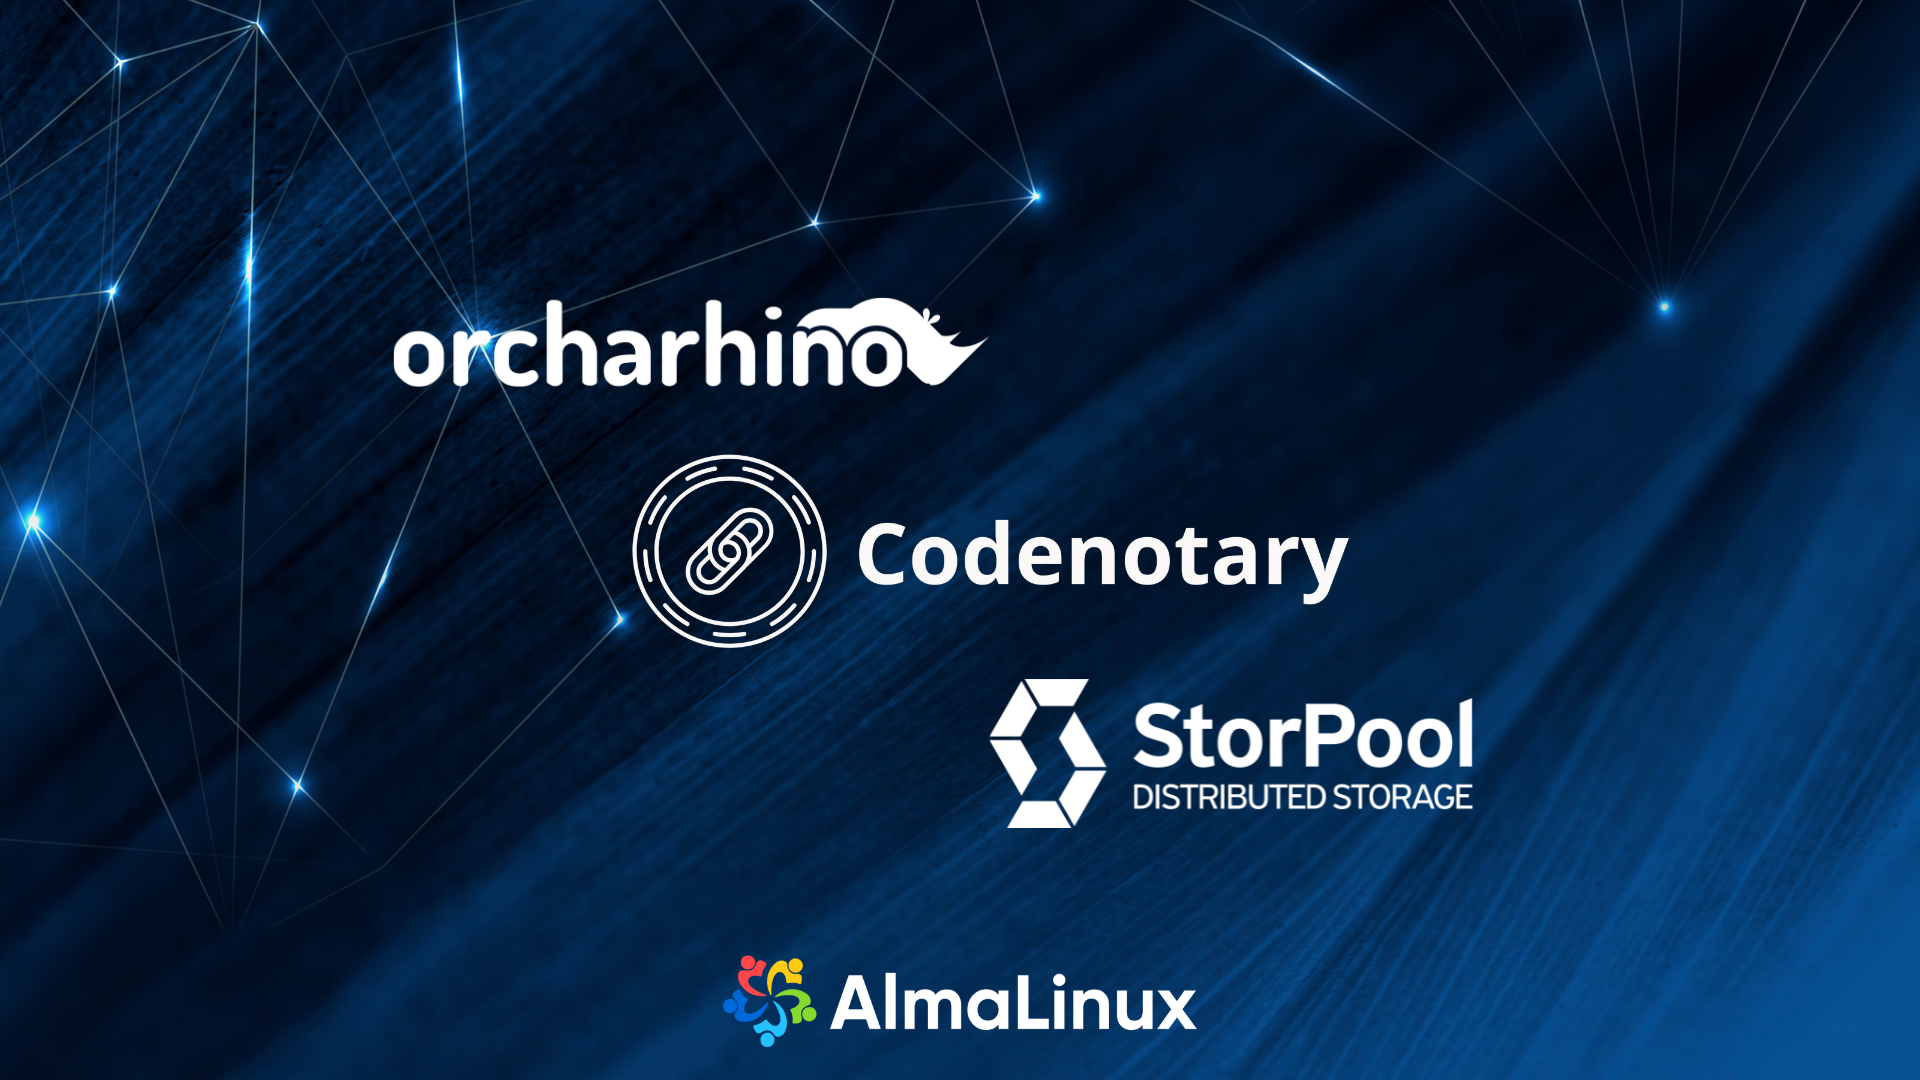 orcharhino
Codenotary
StorPool
DISTRIBUTED STORAGE
AlmaLinux